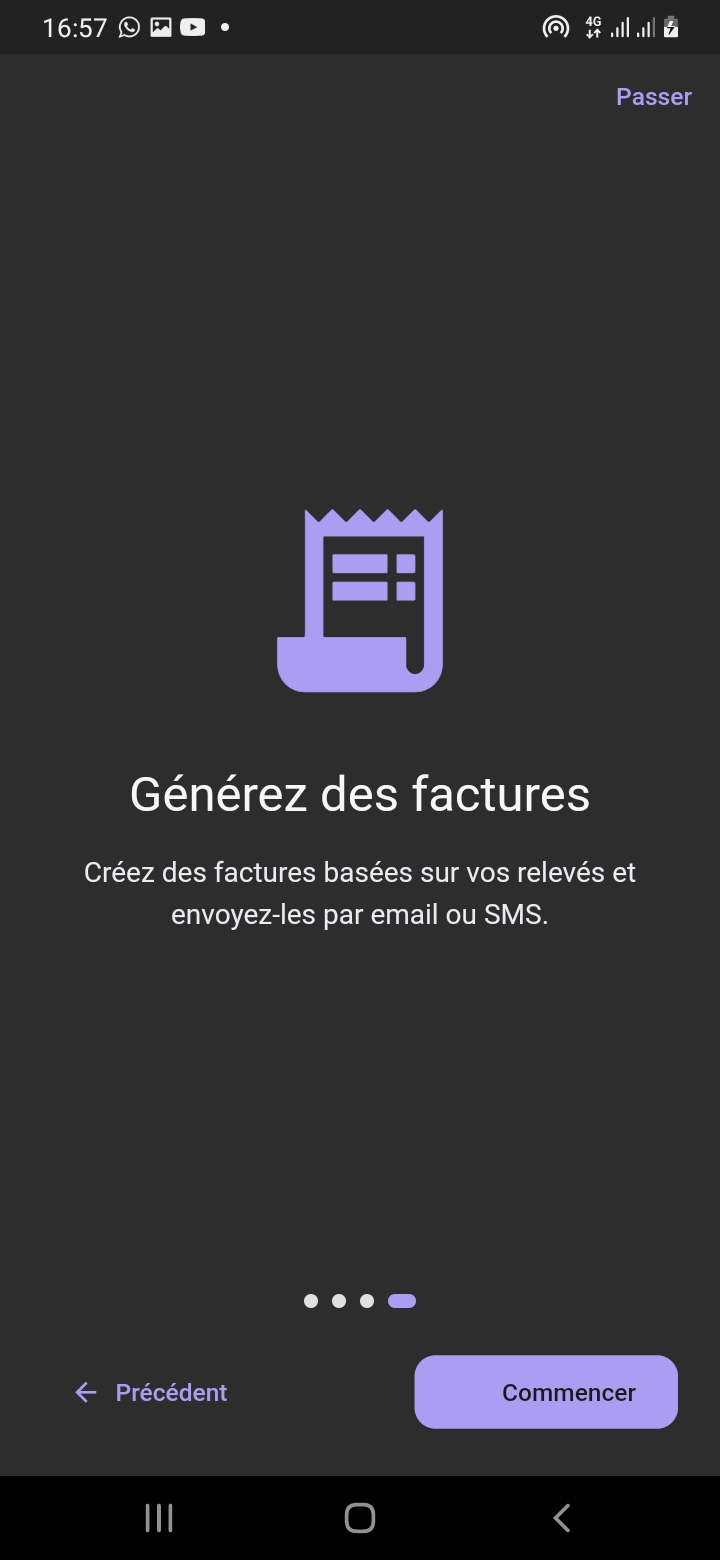 16:57
4G
Passer
Générez des factures
Créez des factures basées sur vos relevés et
envoyez-les par email ou SMS.
Précédent
Commencer